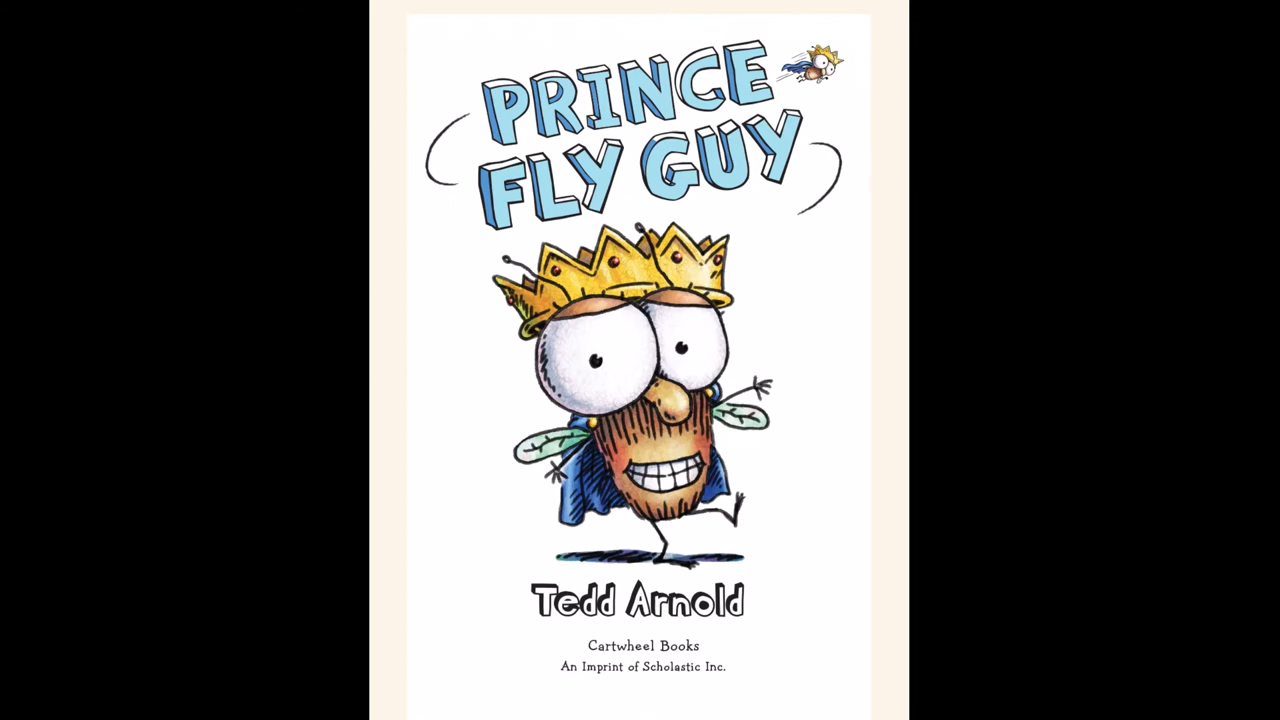 PRINCE
FLY GUY
Tedd Arnold
Cartwheel Books
An Imprint of Scholastic Inc.